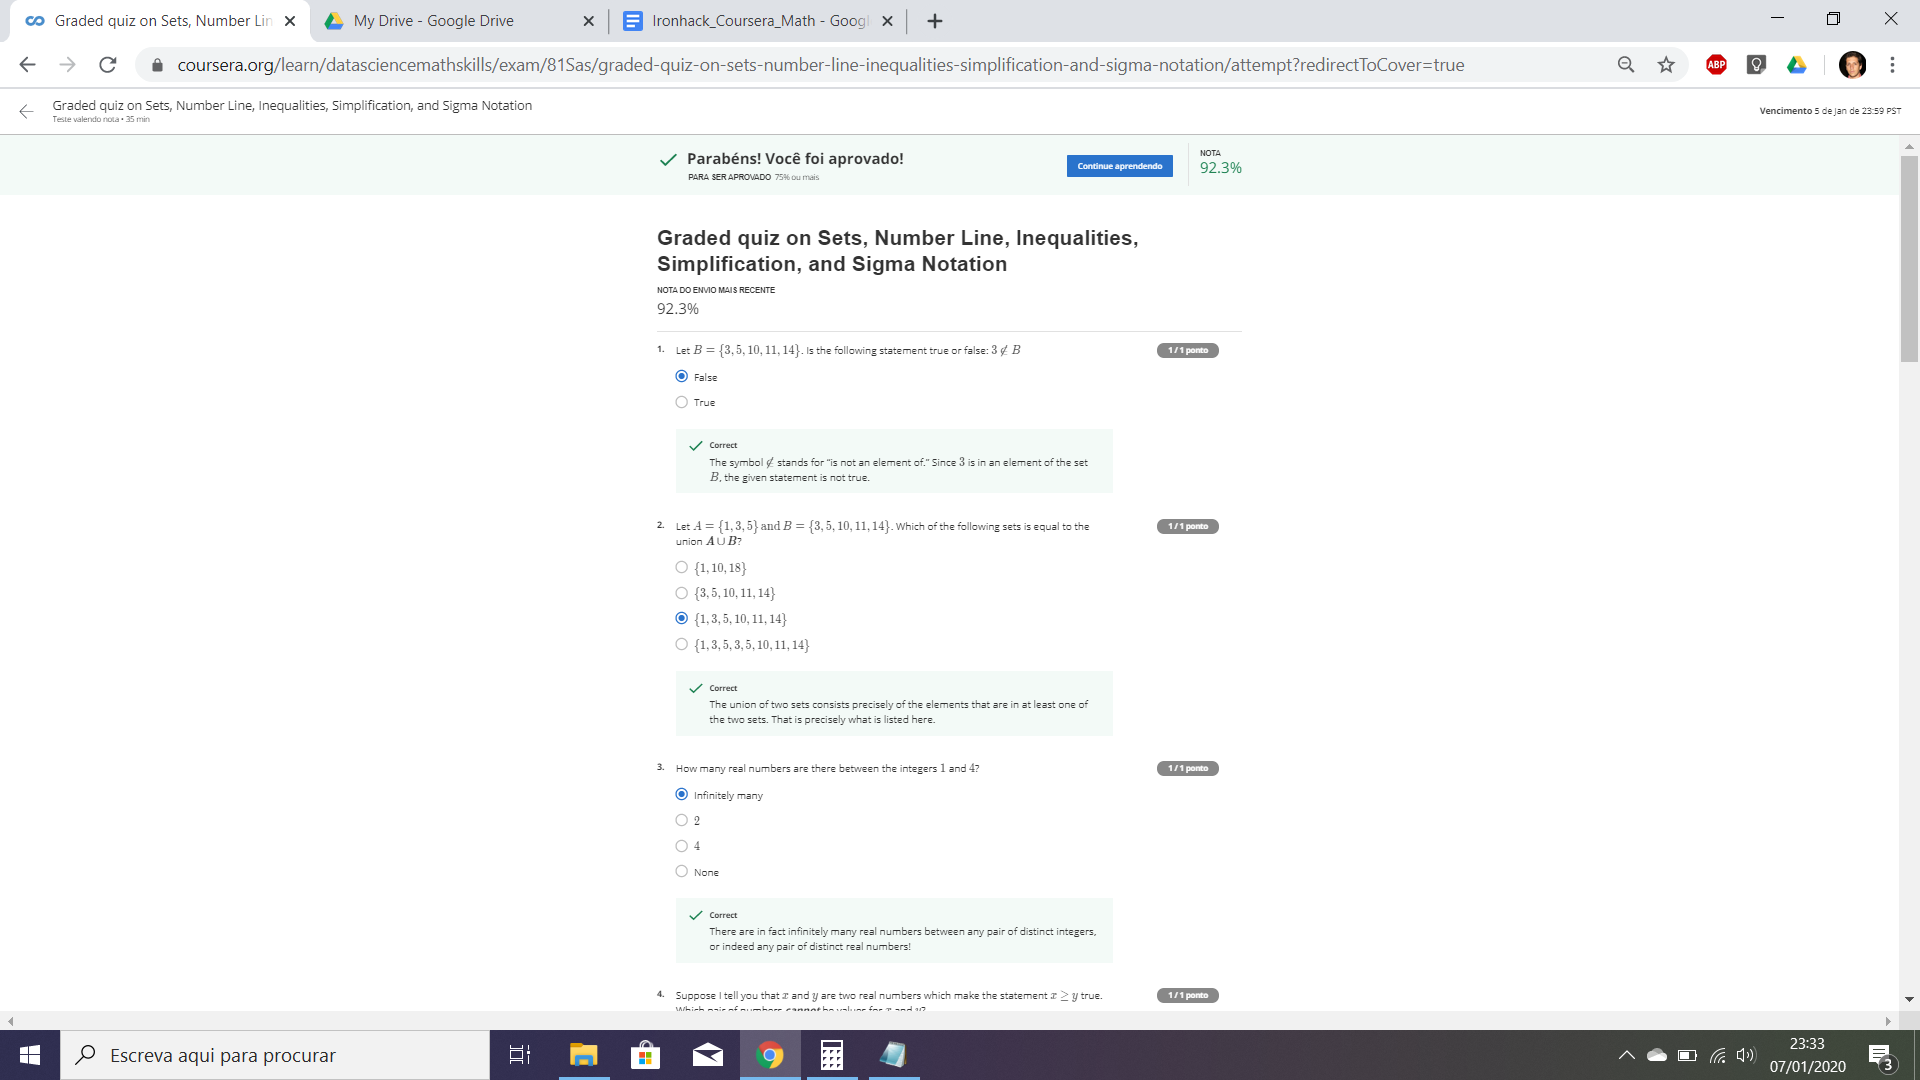 Graded quiz on Sets, Number Lin
My Drive - Google Drive
Ironhack_Coursera_Math - Googl
coursera.org/learn/datasciencemathskills/exam/81Sas/graded-quiz-on-sets-number-line-inequalities-simplification-and-sigma-notation/attempt?redirectToCover=true
ABP
Graded quiz on Sets, Number Line, Inequalities, Simplification, and Sigma Notation
Teste valendo nota • 35 min
Vencimento 5 de jan de 23:59 PST
Parabéns! Você foi aprovado!
PARA SER APROVADO 75% ou mais
Continue aprendendo
NOTA
92.3%
Graded quiz on Sets, Number Line, Inequalities,
Simplification, and Sigma Notation
NOTA DO ENVIO MAIS RECENTE
92.3%
1. Let B = {3, 5, 10, 11, 14}. Is the following statement true or false: 3 ∉ B
1 / 1 ponto
False
True
Correct
The symbol ∉ stands for "is not an element of." Since 3 is in an element of the set
B, the given statement is not true.
2. Let A = {1, 3, 5} and B = {3, 5, 10, 11, 14}. Which of the following sets is equal to the
union A ∪ B?
1 / 1 ponto
{1, 10, 18}
{3, 5, 10, 11, 14}
{1, 3, 5, 10, 11, 14}
{1, 3, 5, 3, 5, 10, 11, 14}
Correct
The union of two sets consists precisely of the elements that are in at least one of
the two sets. That is precisely what is listed here.
3. How many real numbers are there between the integers 1 and 4?
1 / 1 ponto
Infinitely many
2
4
None
Correct
There are in fact infinitely many real numbers between any pair of distinct integers,
or indeed any pair of distinct real numbers!
4. Suppose I tell you that x and y are two real numbers which make the statement x ≥ y true.
1 / 1 ponto
Which pair of numbers cannot be values for x and y?
Escreva aqui para procurar
23:33
07/01/2020
3